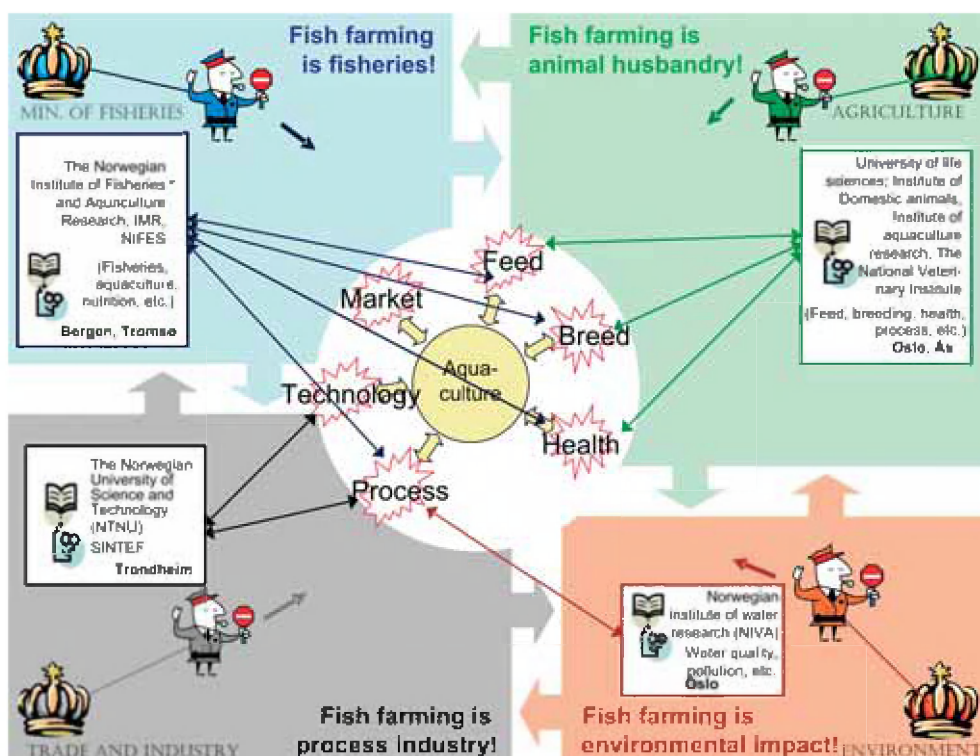 Fish farming
is fisheries!
Fish farming is
animal husbandry!
MIN. OF FISHERIES
AGRICULTURE
The Norwegian
Institute of Fisheries
and Aquaculture
Research, IMR,
NIFES
(Fisheries,
aquaculture,
nutrition, etc.)
Bergen, Tromsø
University of life
sciences; Institute of
Domestic animals,
Institute of
aquaculture
research, The
National Veteri-
nary Institute
(Feed, breeding, health,
process, etc.)
Oslo, Ås
Feed
Market
Breed
Aqua-
culture
Technology
Health
Process
The Norwegian
University of
Science and
Technology
(NTNU)
SINTEF
Trondheim
Norwegian
institute of water
research (NIVA)
Water quality,
pollution, etc.
Oslo
TRADE AND INDUSTRY
Fish farming is
process industry!
Fish farming is
environmental impact!
ENVIRONMEN